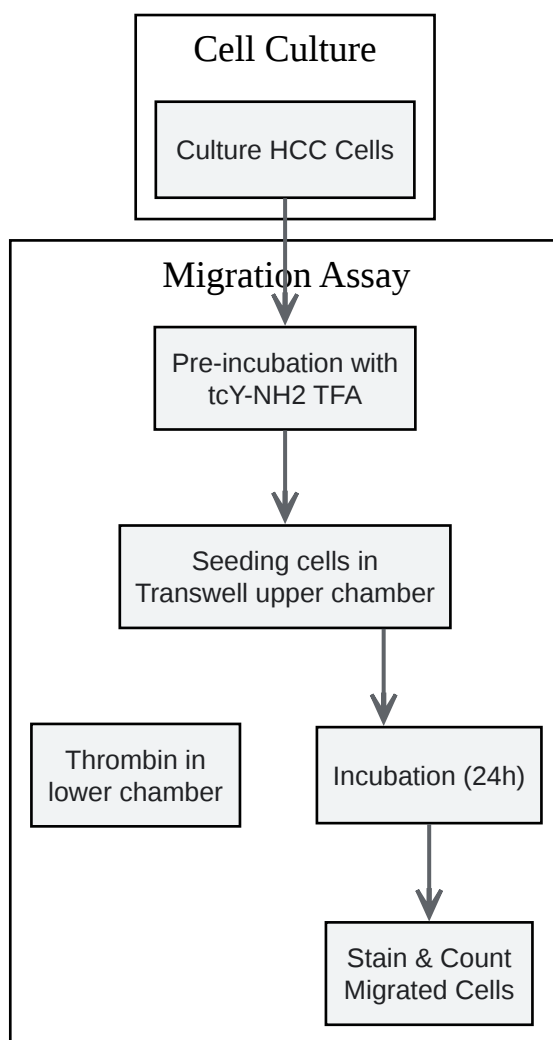 Cell Culture
Culture HCC Cells
Migration Assay
Pre-incubation with
tcY-NH2 TFA
Seeding cells in
Transwell upper chamber
Thrombin in
lower chamber
Incubation (24h)
Stain & Count
Migrated Cells